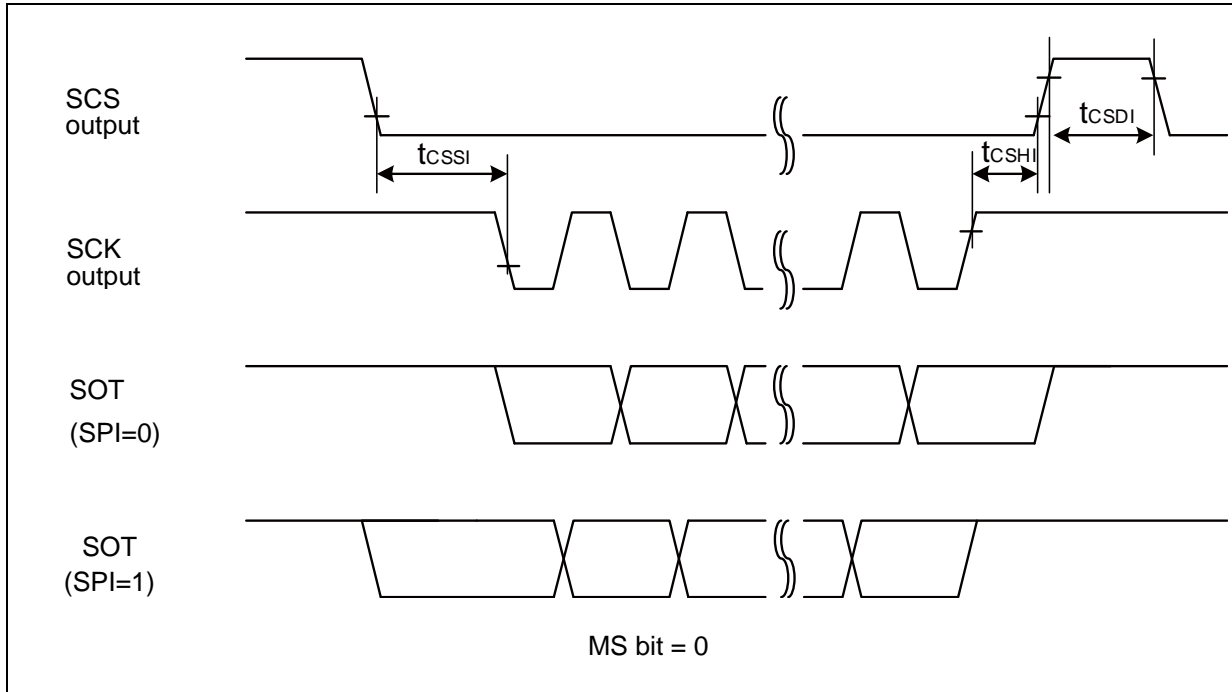 SCS
output
tCSDI
tCSSI
tCSHI
SCK
output
SOT
(SPI=0)
SOT
(SPI=1)
MS bit = 0